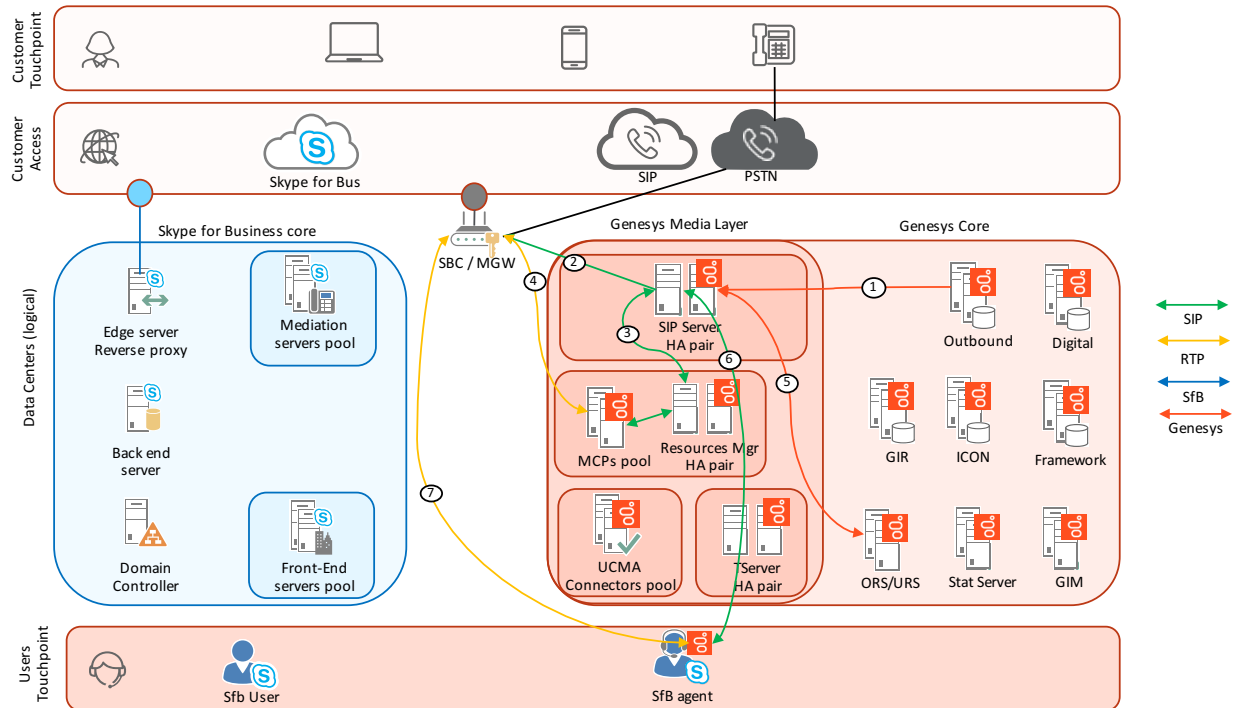 Customer
Touchpoint
Customer
Access
Skype for Bus
SIP
PSTN
Data Centers (logical)
Skype for Business core
SBC / MGW
Genesys Media Layer
Genesys Core
Edge server
Reverse proxy
Mediation
servers pool
Back end
server
Domain
Controller
Front-End
servers pool
SIP Server
HA pair
MCPs pool
Resources Mgr
HA pair
UCMA
Connectors pool
TServer
HA pair
Outbound
Digital
GIR
ICON
Framework
ORS/URS
Stat Server
GIM
1
2
3
4
5
6
7
SIP
RTP
SfB
Genesys
Users
Touchpoint
Sfb User
SfB agent